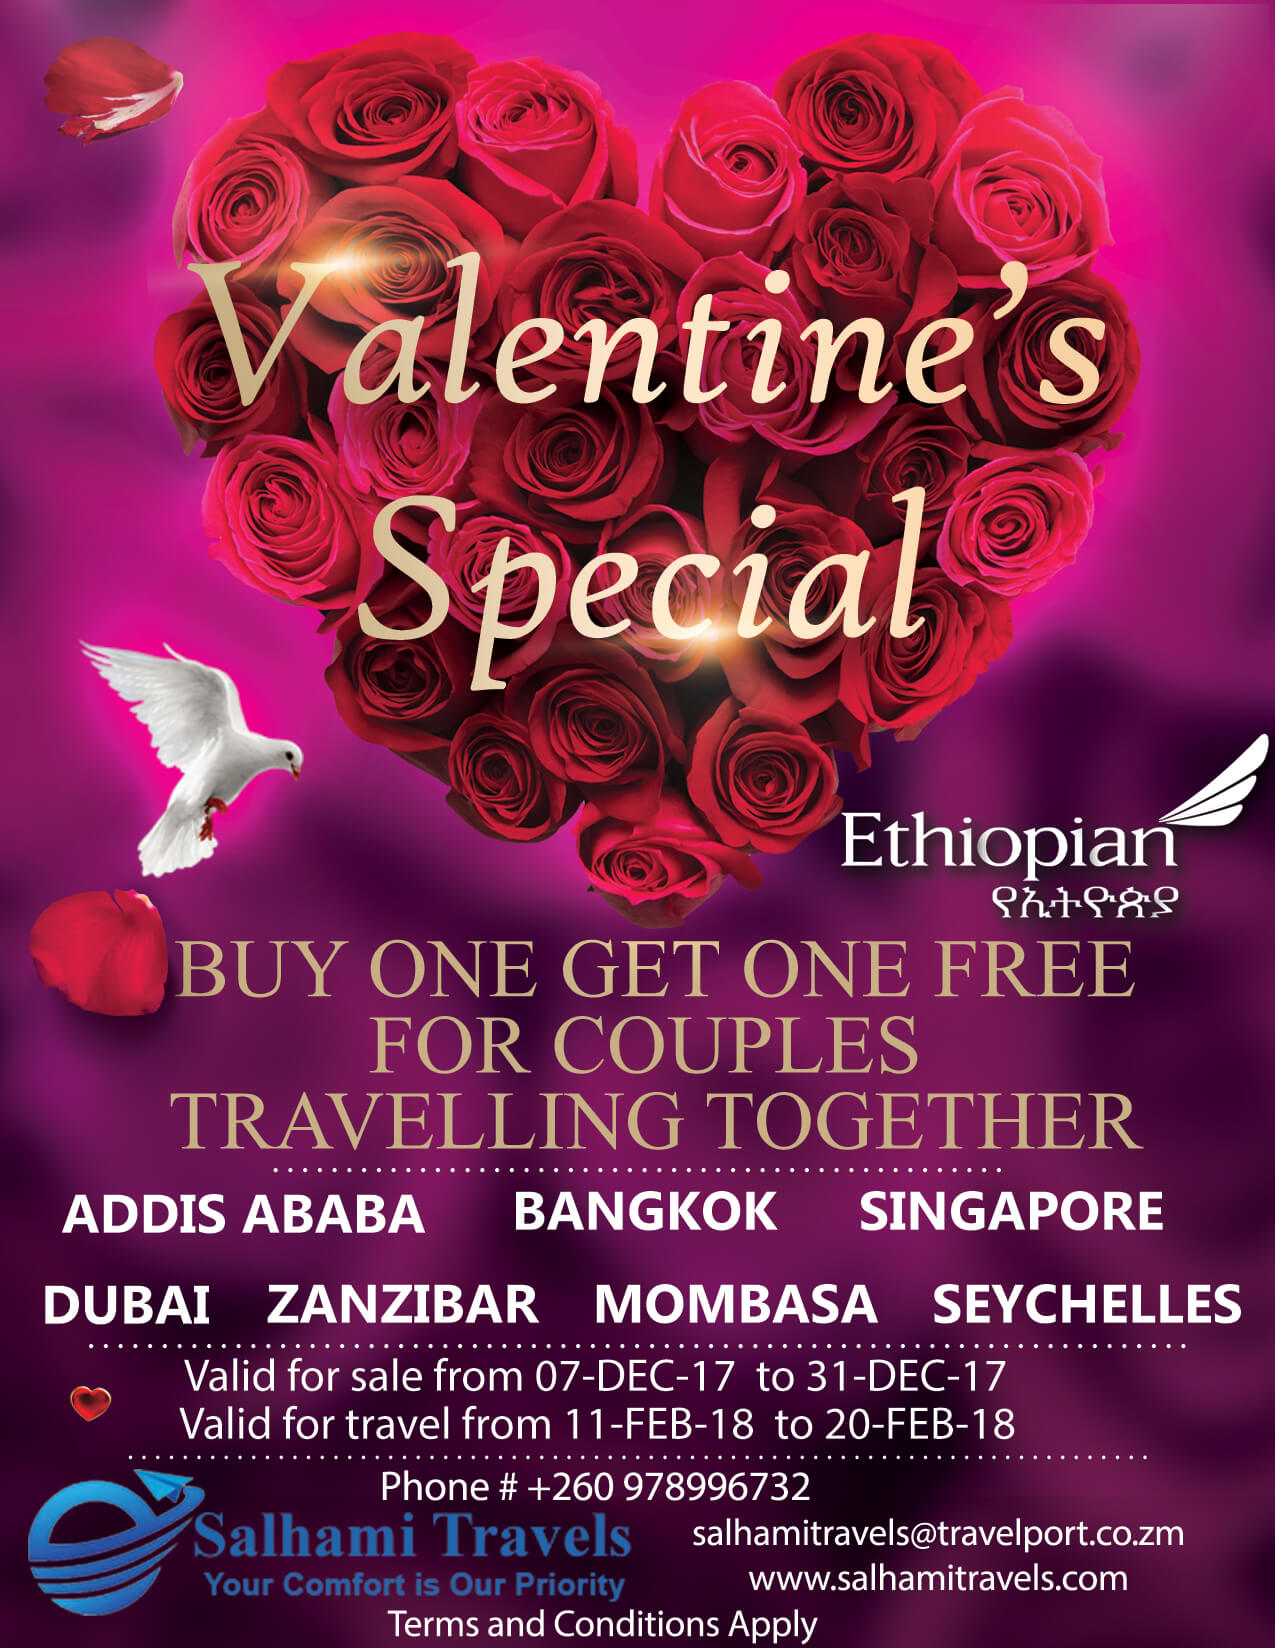 Valentine's
Special
Ethiopian
የኢትዮጵያ
BUY ONE GET ONE FREE
FOR COUPLES
TRAVELLING TOGETHER
ADDIS ABABA BANGKOK SINGAPORE
DUBAI ZANZIBAR MOMBASA SEYCHELLES
Valid for sale from 07-DEC-17 to 31-DEC-17
Valid for travel from 11-FEB-18 to 20-FEB-18
Phone # +260 978996732
Salhami Travels
Your Comfort is Our Priority
salhamitravels@travelport.co.zm
www.salhamitravels.com
Terms and Conditions Apply